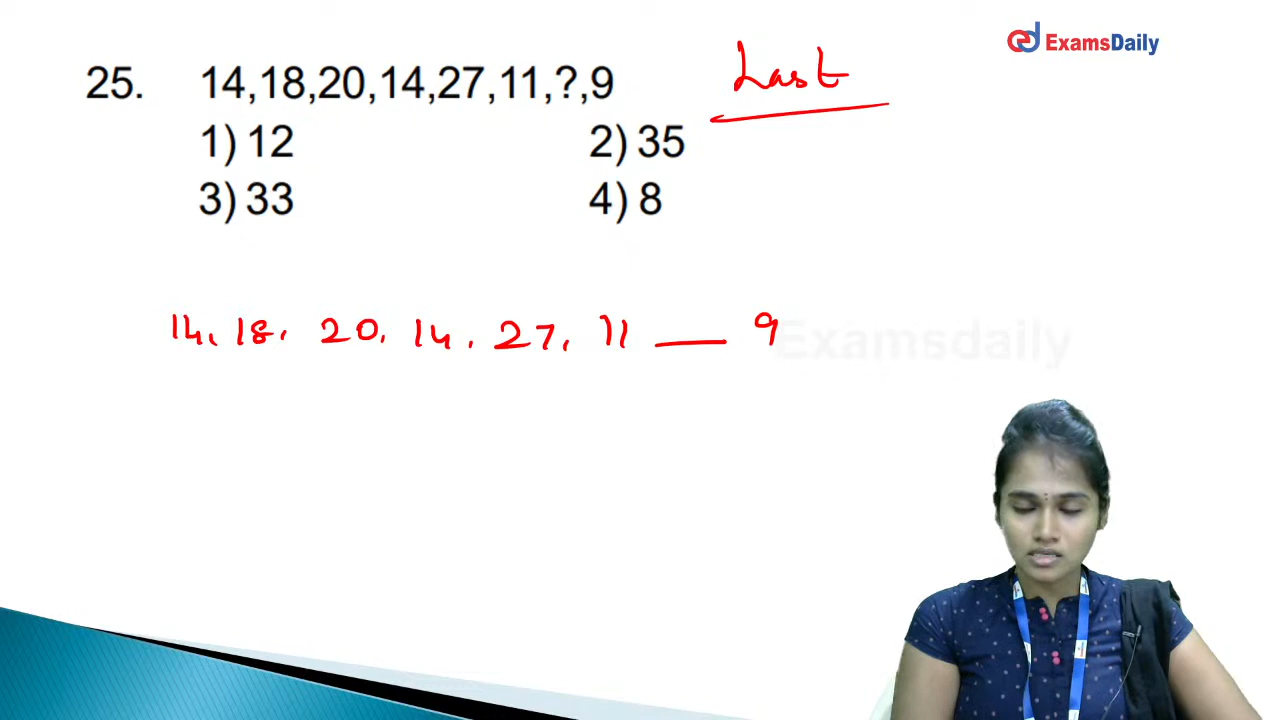 ExamsDaily
25. 14,18,20,14,27,11,?,9
Last
1) 12 2) 35
3) 33 4) 8
14, 18, 20, 14, 27, 11 __ 9
Examsdaily